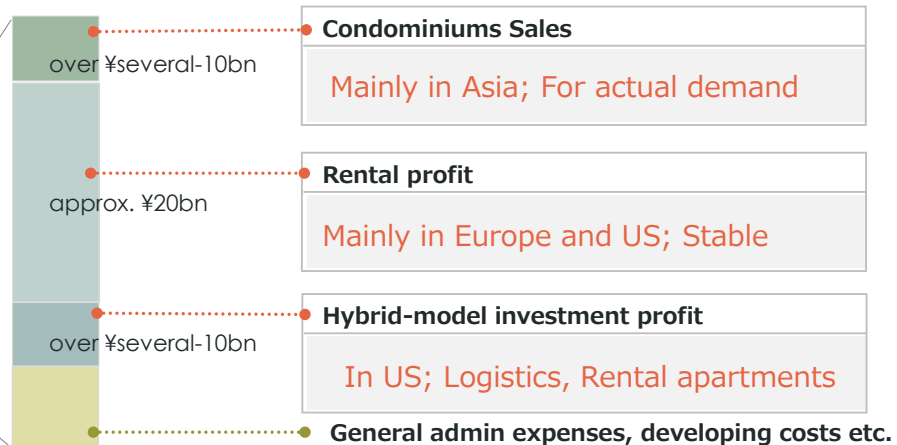 Condominiums Sales
over ¥several-10bn
Mainly in Asia; For actual demand
Rental profit
approx. ¥20bn
Mainly in Europe and US; Stable
Hybrid-model investment profit
over ¥several-10bn
In US; Logistics, Rental apartments
General admin expenses, developing costs etc.